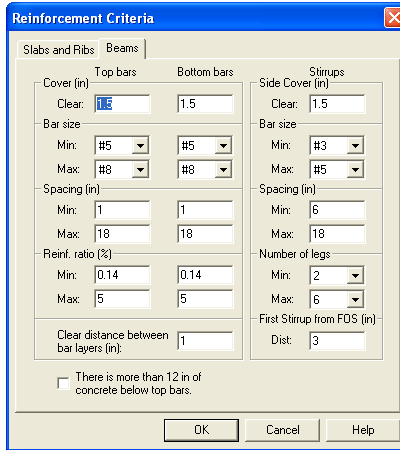 Reinforcement Criteria
Slabs and Ribs Beams
Top bars Bottom bars Stirrups
Cover (in) Side Cover (in)
Clear: 1.5 1.5 Clear: 1.5
Bar size Bar size
Min: #5 #5 Min: #3
Max: #8 #8 Max: #5
Spacing (in) Spacing (in)
Min: 1 1 Min: 6
Max: 18 18 Max: 18
Reinf. ratio (%) Number of legs
Min: 0.14 0.14 Min: 2
Max: 5 5 Max: 6
First Stirrup from FOS (in)
Clear distance between
bar layers (in): 1 Dist: 3
There is more than 12 in of
concrete below top bars.
OK Cancel Help